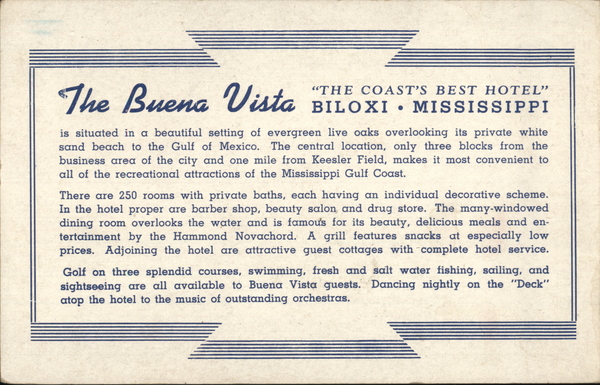 The Buena Vista "THE COAST'S BEST HOTEL"
BILOXI • MISSISSIPPI
is situated in a beautiful setting of evergreen live oaks overlooking its private white
sand beach to the Gulf of Mexico. The central location, only three blocks from the
business area of the city and one mile from Keesler Field, makes it most convenient to
all of the recreational attractions of the Mississippi Gulf Coast.
There are 250 rooms with private baths, each having an individual decorative scheme.
In the hotel proper are barber shop, beauty salon and drug store. The many-windowed
dining room overlooks the water and is famous for its beauty, delicious meals and en-
tertainment by the Hammond Novachord. A grill features snacks at especially low
prices. Adjoining the hotel are attractive guest cottages with complete hotel service.
Golf on three splendid courses, swimming, fresh and salt water fishing, sailing, and
sightseeing are all available to Buena Vista guests. Dancing nightly on the "Deck"
atop the hotel to the music of outstanding orchestras.